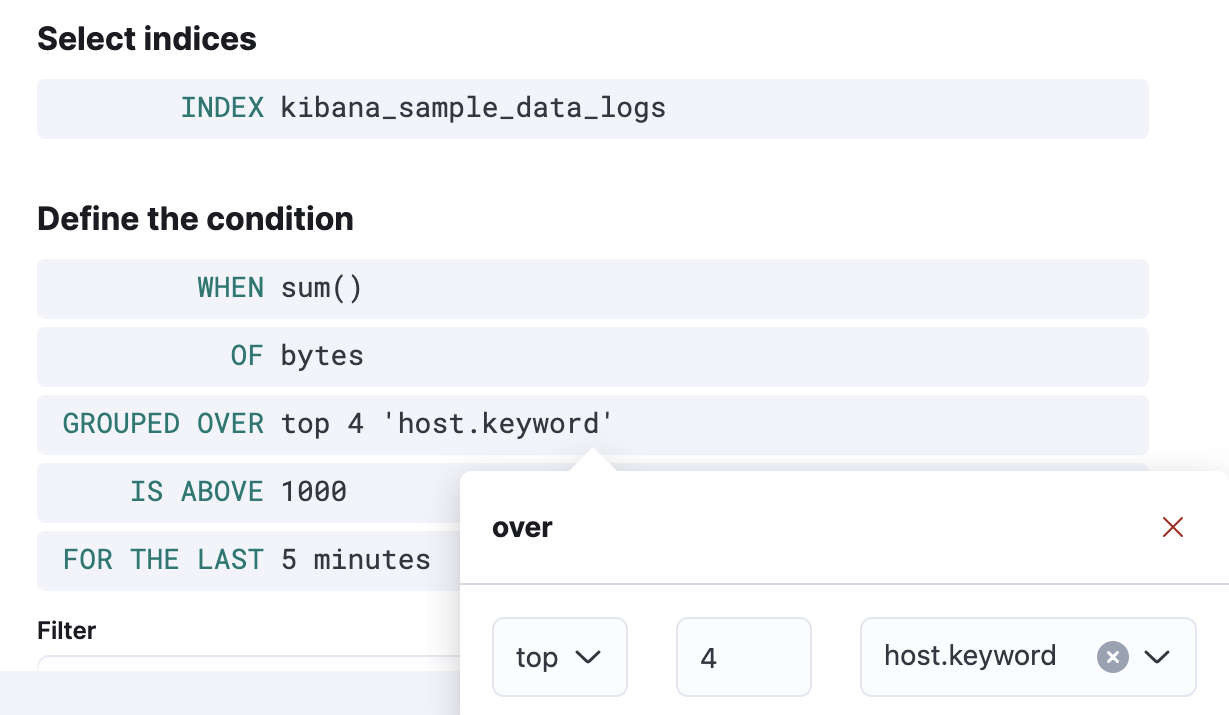 Select indices
INDEX kibana_sample_data_logs
Define the condition
WHEN sum()
OF bytes
GROUPED OVER top 4 'host.keyword'
IS ABOVE 1000
FOR THE LAST 5 minutes
over
Filter
top 4 host.keyword